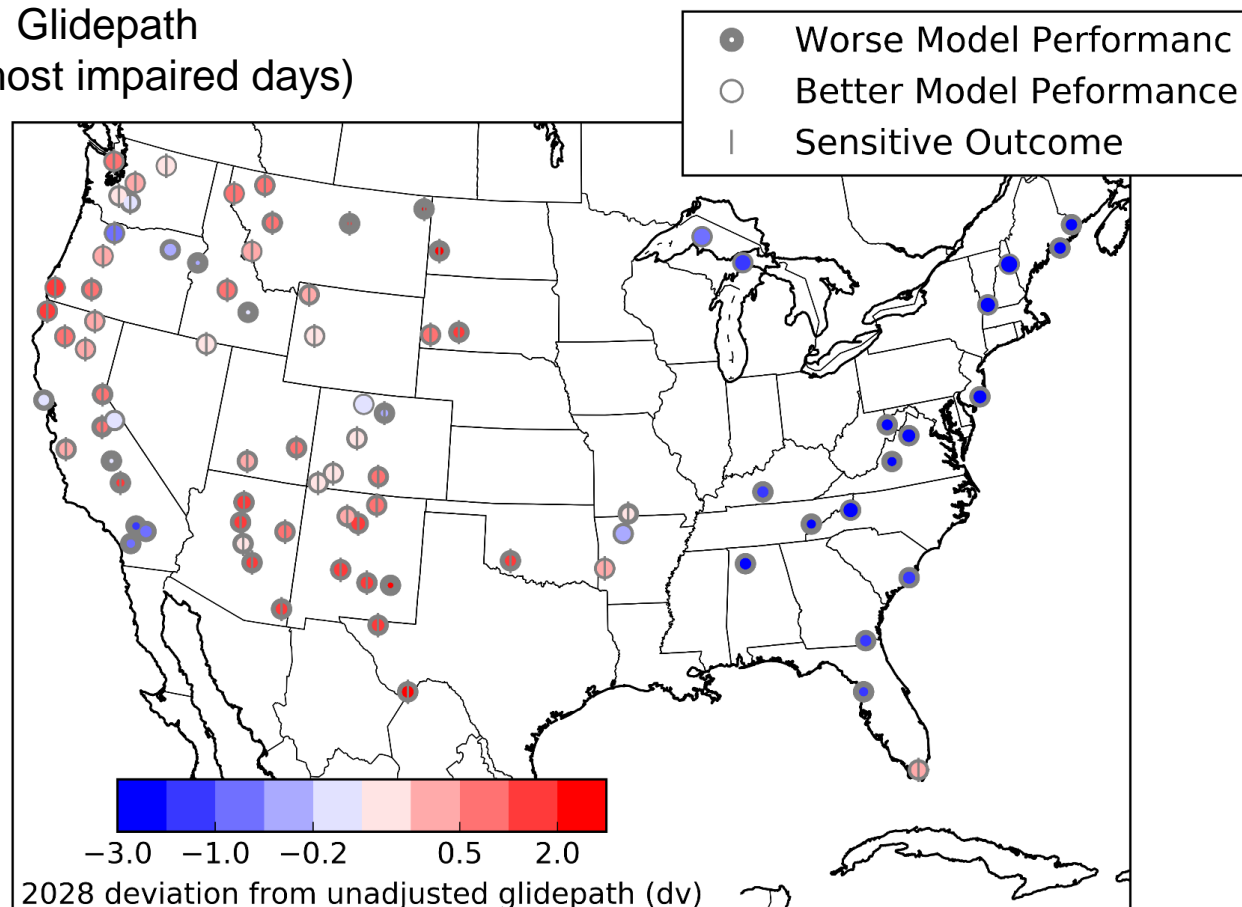 Glidepath
most impaired days)
Worse Model Performanc
Better Model Peformance
Sensitive Outcome
−3.0 −1.0 −0.2 0.5 2.0
2028 deviation from unadjusted glidepath (dv)